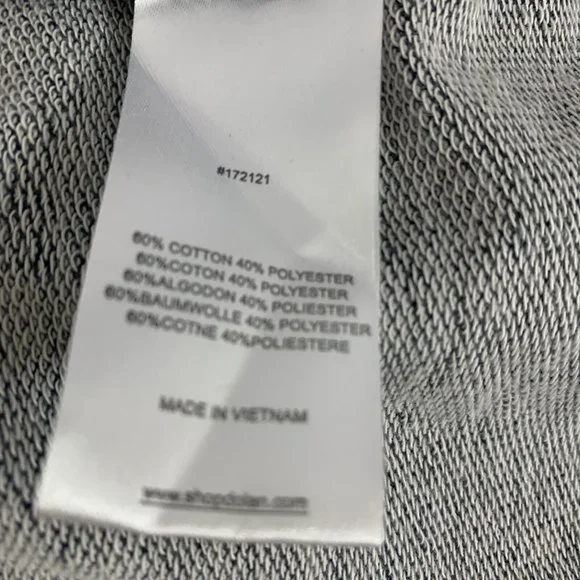 #172121
60% COTTON 40% POLYESTER
60%COTON 40% POLYESTER
60%ALGODON 40% POLIESTER
60%BAUMWOLLE 40% POLYESTER
60%COTNE 40%POLIESTERE
MADE IN VIETNAM
www.shopdolan.com